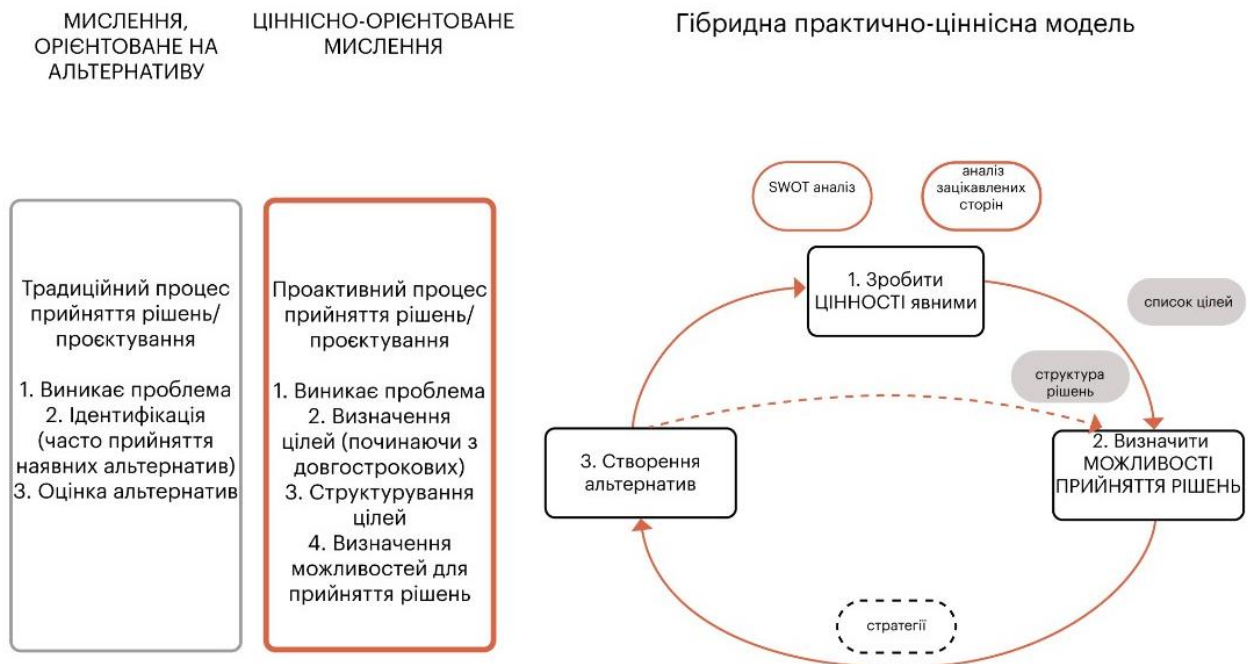 МИСЛЕННЯ,
ОРІЄНТОВАНЕ НА
АЛЬТЕРНАТИВУ
ЦІННІСНО-ОРІЄНТОВАНЕ
МИСЛЕННЯ
Гібридна практично-ціннісна модель
Традиційний процес
прийняття рішень/
проєктування
1. Виникає проблема
2. Ідентифікація
(часто прийняття
наявних альтернатив)
3. Оцінка альтернатив
Проактивний процес
прийняття рішень/
проєктування
1. Виникає проблема
2. Визначення
цілей (починаючи з
довгострокових)
3. Структурування
цілей
4. Визначення
можливостей для
прийняття рішень
SWOT аналіз
аналіз
зацікавлених
сторін
1. Зробити
ЦІННОСТІ явними
список цілей
структура
рішень
3. Створення
альтернатив
2. Визначити
МОЖЛИВОСТІ
ПРИЙНЯТТЯ РІШЕНЬ
стратегії